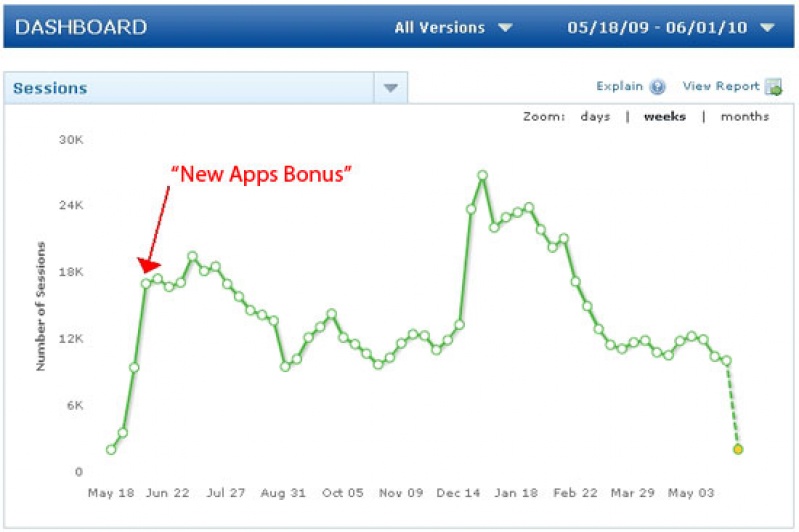 DASHBOARD All Versions 05/18/09 - 06/01/10
Sessions Explain View Report
Zoom: days | weeks | months
30K
"New Apps Bonus"
24K
18K
12K
6K
0
Number of Sessions
May 18 Jun 22 Jul 27 Aug 31 Oct 05 Nov 09 Dec 14 Jan 18 Feb 22 Mar 29 May 03